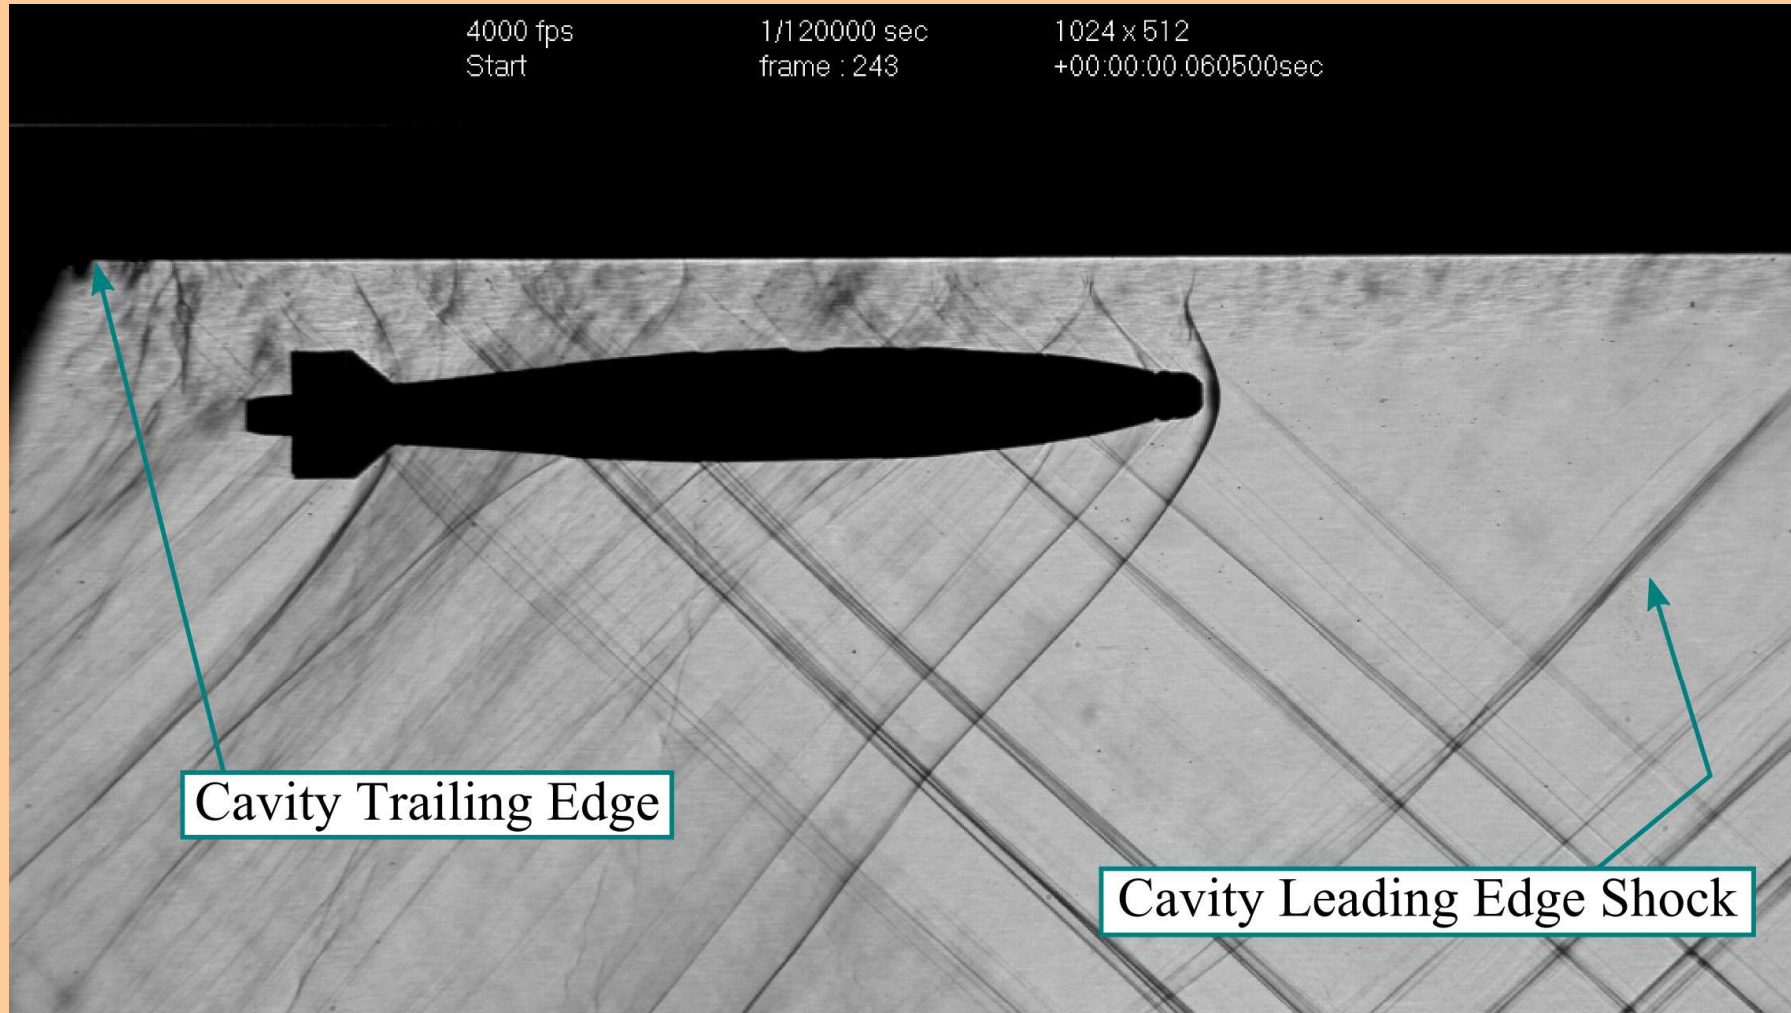 4000 fps
1/120000 sec
1024 x 512
Start
frame : 243
+00:00:00.060500sec
Cavity Trailing Edge
Cavity Leading Edge Shock